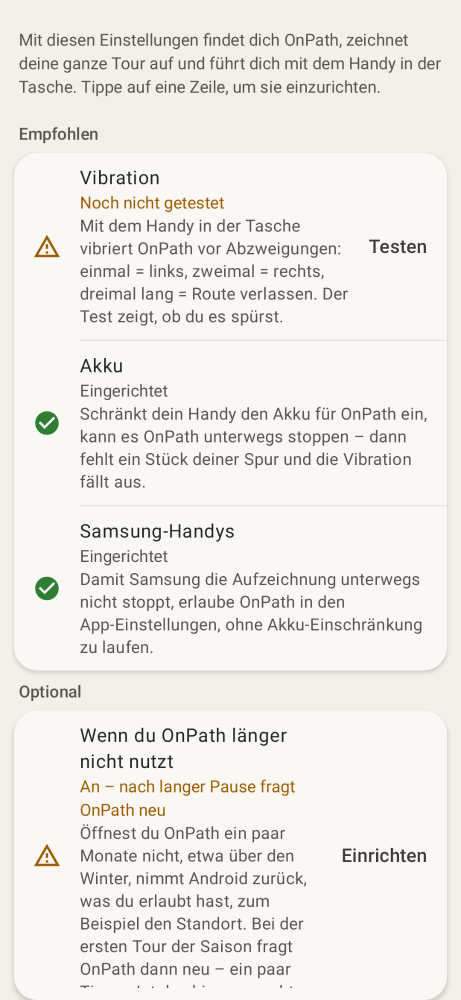 Mit diesen Einstellungen findet dich OnPath, zeichnet
deine ganze Tour auf und führt dich mit dem Handy in der
Tasche. Tippe auf eine Zeile, um sie einzurichten.
Empfohlen
Vibration
Noch nicht getestet
Mit dem Handy in der Tasche
vibriert OnPath vor Abzweigungen:
einmal = links, zweimal = rechts,
dreimal lang = Route verlassen. Der
Test zeigt, ob du es spürst.
Testen
Akku
Eingerichtet
Schränkt dein Handy den Akku für OnPath ein,
kann es OnPath unterwegs stoppen – dann
fehlt ein Stück deiner Spur und die Vibration
fällt aus.
Samsung-Handys
Eingerichtet
Damit Samsung die Aufzeichnung unterwegs
nicht stoppt, erlaube OnPath in den
App-Einstellungen, ohne Akku-Einschränkung
zu laufen.
Optional
Wenn du OnPath länger
nicht nutzt
An – nach langer Pause fragt
OnPath neu
Öffnest du OnPath ein paar
Monate nicht, etwa über den
Winter, nimmt Android zurück,
was du erlaubt hast, zum
Beispiel den Standort. Bei der
ersten Tour der Saison fragt
OnPath dann neu – ein paar
Einrichten